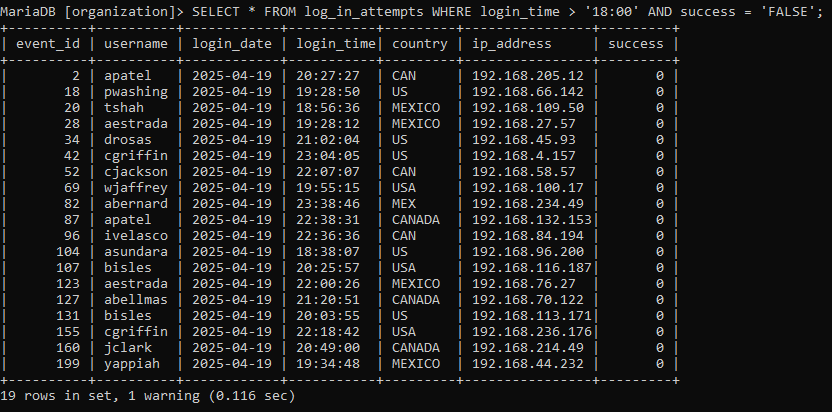 MariaDB [organization]> SELECT * FROM log_in_attempts WHERE login_time > '18:00' AND success = 'FALSE';
+----------+----------+------------+------------+---------+-----------------+---------+
| event_id | username | login_date | login_time | country | ip_address      | success |
+----------+----------+------------+------------+---------+-----------------+---------+
|        2 | apatel   | 2025-04-19 | 20:27:27   | CAN     | 192.168.205.12  |       0 |
|       18 | pwashing | 2025-04-19 | 19:28:50   | US      | 192.168.66.142  |       0 |
|       20 | tshah    | 2025-04-19 | 18:56:36   | MEXICO  | 192.168.109.50  |       0 |
|       28 | aestrada | 2025-04-19 | 19:28:12   | MEXICO  | 192.168.27.57   |       0 |
|       34 | drosas   | 2025-04-19 | 21:02:04   | US      | 192.168.45.93   |       0 |
|       42 | cgriffin | 2025-04-19 | 23:04:05   | US      | 192.168.4.157   |       0 |
|       52 | cjackson | 2025-04-19 | 22:07:07   | CAN     | 192.168.58.57   |       0 |
|       69 | wjaffrey | 2025-04-19 | 19:55:15   | USA     | 192.168.100.17  |       0 |
|       82 | abernard | 2025-04-19 | 23:38:46   | MEX     | 192.168.234.49  |       0 |
|       87 | apatel   | 2025-04-19 | 22:38:31   | CANADA  | 192.168.132.153 |       0 |
|       96 | ivelasco | 2025-04-19 | 22:36:36   | CAN     | 192.168.84.194  |       0 |
|      104 | asundara | 2025-04-19 | 18:38:07   | US      | 192.168.96.200  |       0 |
|      107 | bisles   | 2025-04-19 | 20:25:57   | USA     | 192.168.116.187 |       0 |
|      123 | aestrada | 2025-04-19 | 22:00:26   | MEXICO  | 192.168.76.27   |       0 |
|      127 | abellmas | 2025-04-19 | 21:20:51   | CANADA  | 192.168.70.122  |       0 |
|      131 | bisles   | 2025-04-19 | 20:03:55   | US      | 192.168.113.171 |       0 |
|      155 | cgriffin | 2025-04-19 | 22:18:42   | USA     | 192.168.236.176 |       0 |
|      160 | jclark   | 2025-04-19 | 20:49:00   | CANADA  | 192.168.214.49  |       0 |
|      199 | yappiah  | 2025-04-19 | 19:34:48   | MEXICO  | 192.168.44.232  |       0 |
+----------+----------+------------+------------+---------+-----------------+---------+
19 rows in set, 1 warning (0.116 sec)